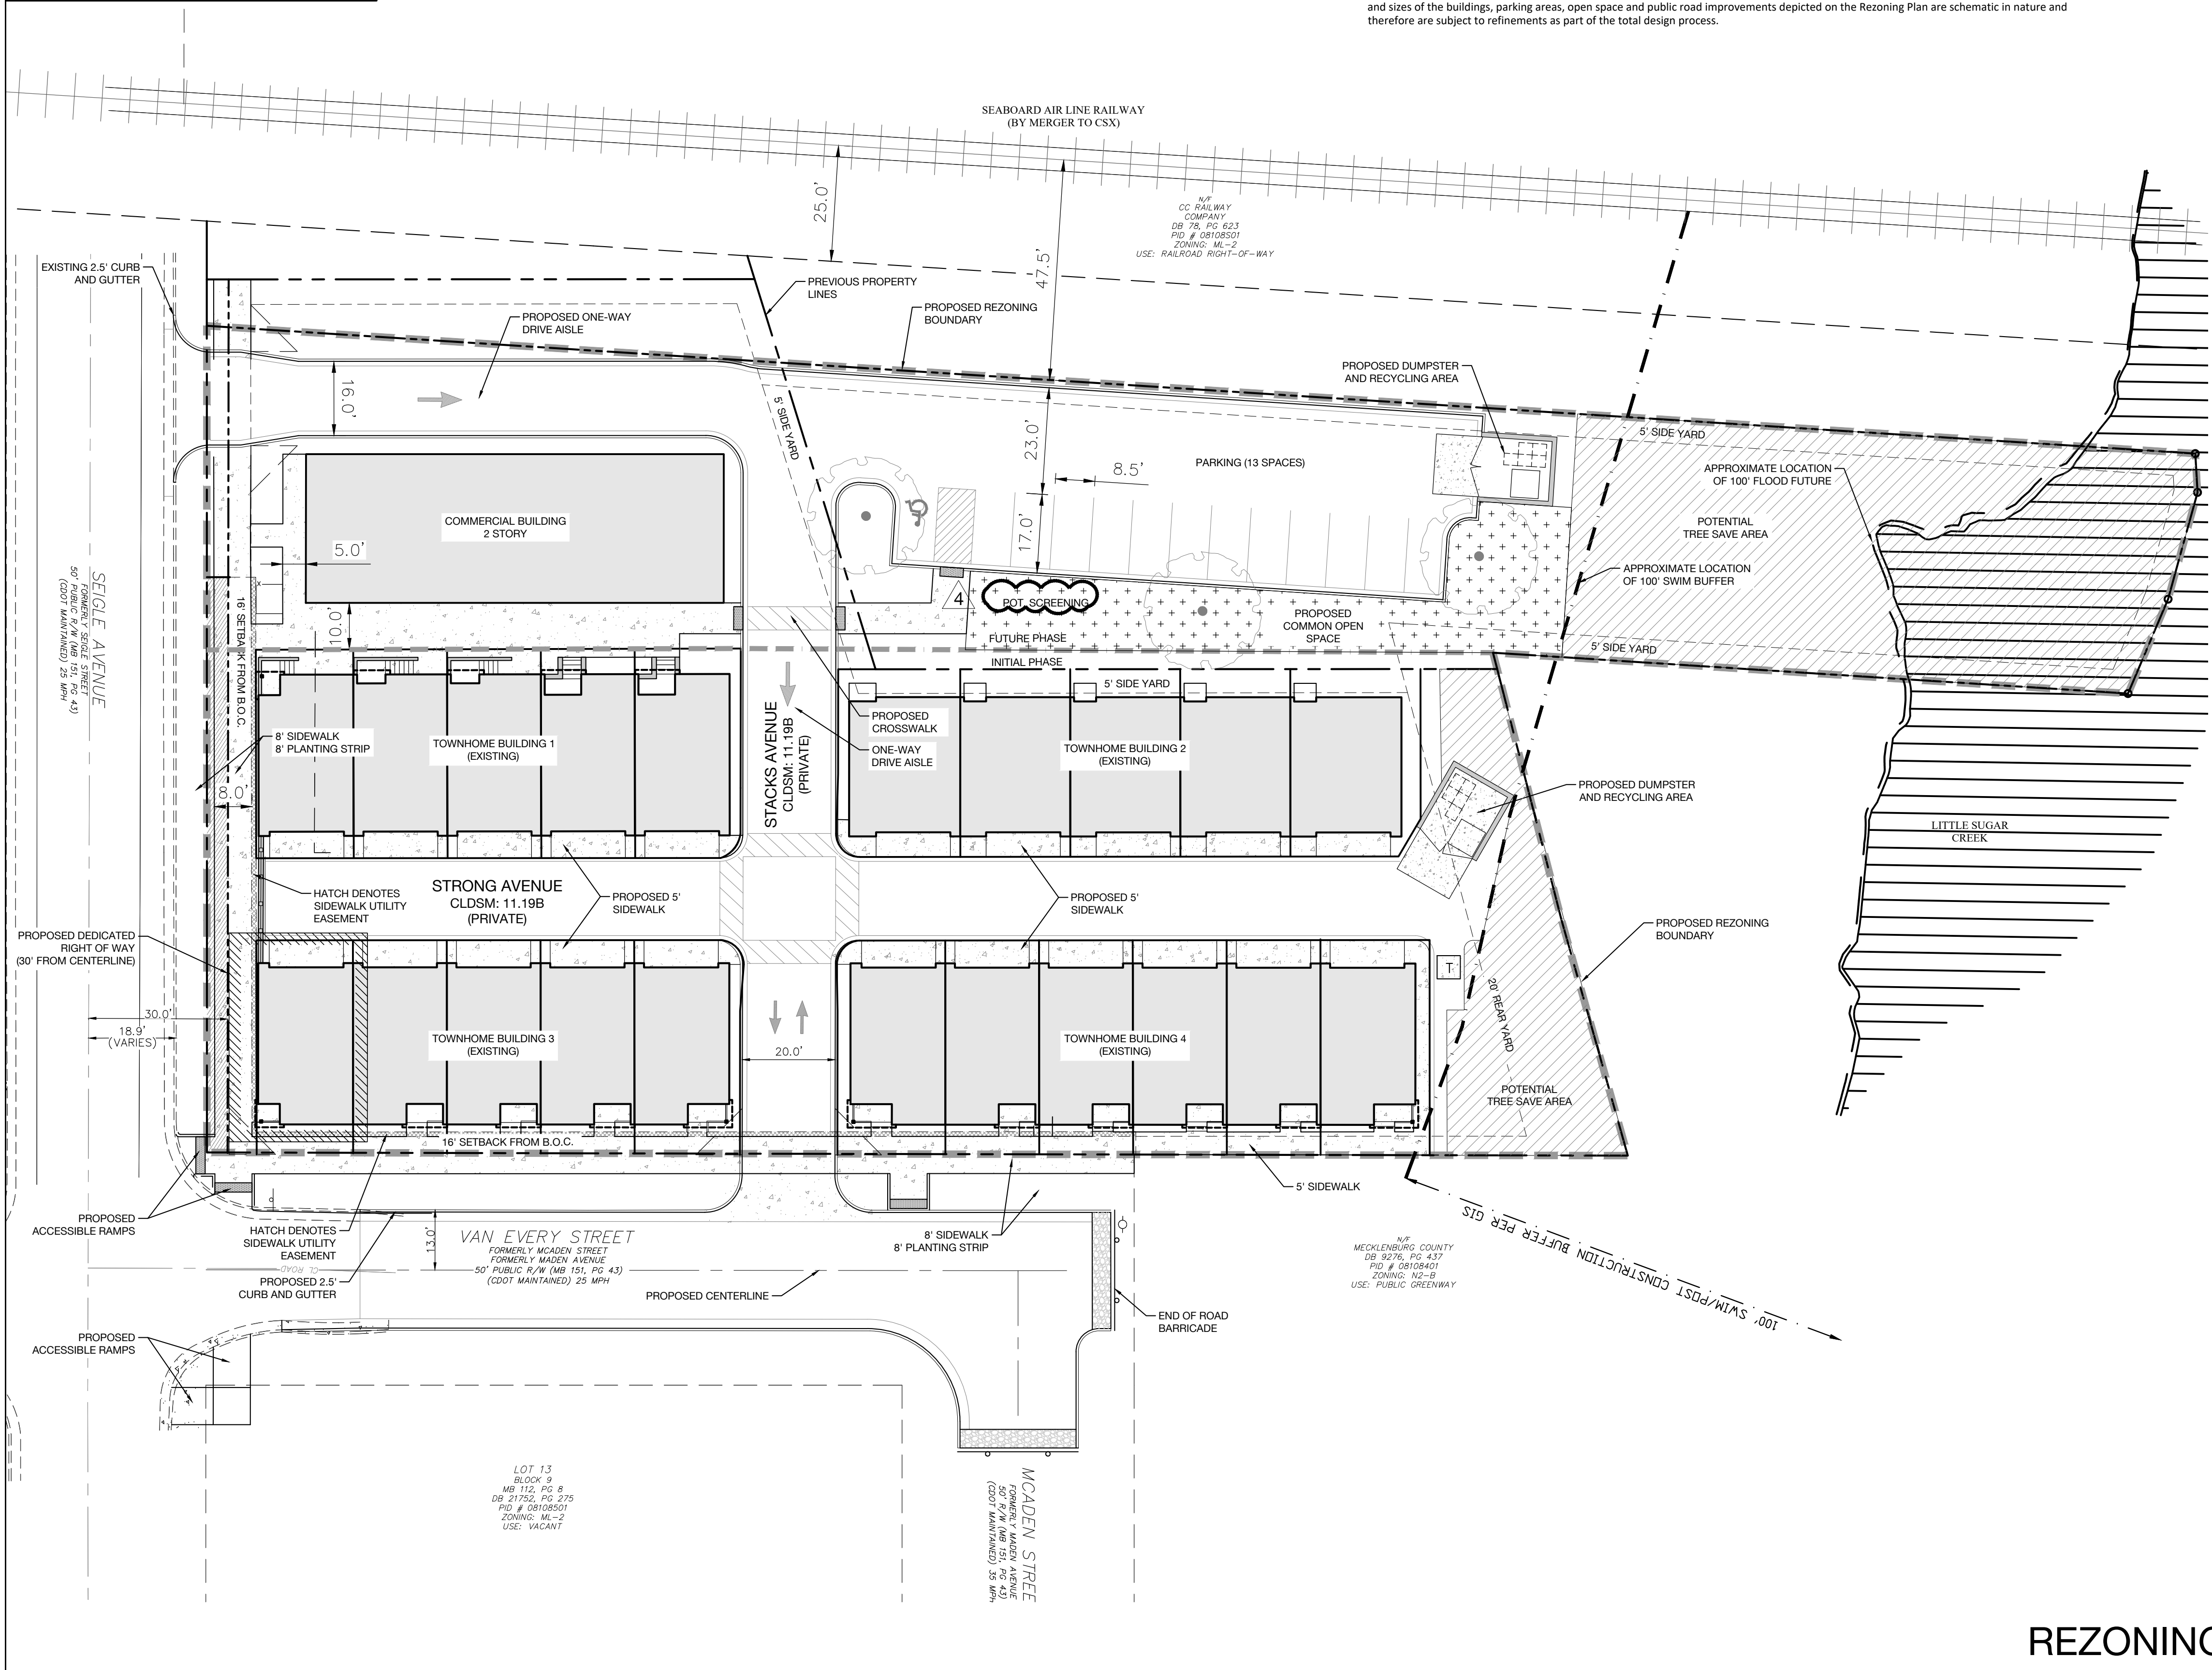 and sizes of the buildings, parking areas, open space and public road improvements depicted on the Rezoning Plan are schematic in nature and
therefore are subject to refinements as part of the total design process.
SEABOARD AIR LINE RAILWAY
(BY MERGER TO CSX)
25.0'
47.5'
N/F
CC RAILWAY
COMPANY
DB 78, PG 623
PID # 08108S01
ZONING: ML-2
USE: RAILROAD RIGHT-OF-WAY
EXISTING 2.5' CURB
AND GUTTER
PREVIOUS PROPERTY
LINES
PROPOSED ONE-WAY
DRIVE AISLE
PROPOSED REZONING
BOUNDARY
PROPOSED DUMPSTER
AND RECYCLING AREA
16.0'
5' SIDE YARD
23.0'
8.5'
17.0'
PARKING (13 SPACES)
5' SIDE YARD
APPROXIMATE LOCATION
OF 100' FLOOD FUTURE
POTENTIAL
TREE SAVE AREA
APPROXIMATE LOCATION
OF 100' SWIM BUFFER
COMMERCIAL BUILDING
2 STORY
5.0'
10.0'
SEIGLE AVENUE
FORMERLY SEIGLE STREET
50' PUBLIC R/W (MB 151, PG 43)
(CDOT MAINTAINED) 25 MPH
16' SETBACK FROM B.O.C.
x
4
POT. SCREENING
PROPOSED
COMMON OPEN
SPACE
FUTURE PHASE
INITIAL PHASE
5' SIDE YARD
5' SIDE YARD
8' SIDEWALK
8' PLANTING STRIP
8.0'
TOWNHOME BUILDING 1
(EXISTING)
STACKS AVENUE
CLDSM: 11.19B
(PRIVATE)
PROPOSED
CROSSWALK
ONE-WAY
DRIVE AISLE
TOWNHOME BUILDING 2
(EXISTING)
PROPOSED DUMPSTER
AND RECYCLING AREA
LITTLE SUGAR
CREEK
HATCH DENOTES
SIDEWALK UTILITY
EASEMENT
STRONG AVENUE
CLDSM: 11.19B
(PRIVATE)
PROPOSED 5'
SIDEWALK
PROPOSED 5'
SIDEWALK
PROPOSED REZONING
BOUNDARY
PROPOSED DEDICATED
RIGHT OF WAY
(30' FROM CENTERLINE)
T
20' REAR YARD
30.0'
18.9'
(VARIES)
TOWNHOME BUILDING 3
(EXISTING)
20.0'
TOWNHOME BUILDING 4
(EXISTING)
POTENTIAL
TREE SAVE AREA
16' SETBACK FROM B.O.C.
5' SIDEWALK
PROPOSED
ACCESSIBLE RAMPS
HATCH DENOTES
SIDEWALK UTILITY
EASEMENT
13.0'
VAN EVERY STREET
FORMERLY MCADEN STREET
FORMERLY MADEN AVENUE
50' PUBLIC R/W (MB 151, PG 43)
(CDOT MAINTAINED) 25 MPH
8' SIDEWALK
8' PLANTING STRIP
CL ROAD
PROPOSED 2.5'
CURB AND GUTTER
PROPOSED CENTERLINE
N/F
MECKLENBURG COUNTY
DB 9276, PG 437
PID # 08108401
ZONING: N2-B
USE: PUBLIC GREENWAY
100' SWIM/POST CONSTRUCTION BUFFER PER GIS
END OF ROAD
BARRICADE
PROPOSED
ACCESSIBLE RAMPS
LOT 13
BLOCK 9
MB 112, PG 8
DB 21752, PG 275
PID # 08108501
ZONING: ML-2
USE: VACANT
MCADEN STREE
FORMERLY MADEN AVENUE
50' R/W (MB 151, PG 43)
(CDOT MAINTAINED) 35 MPH
REZONING